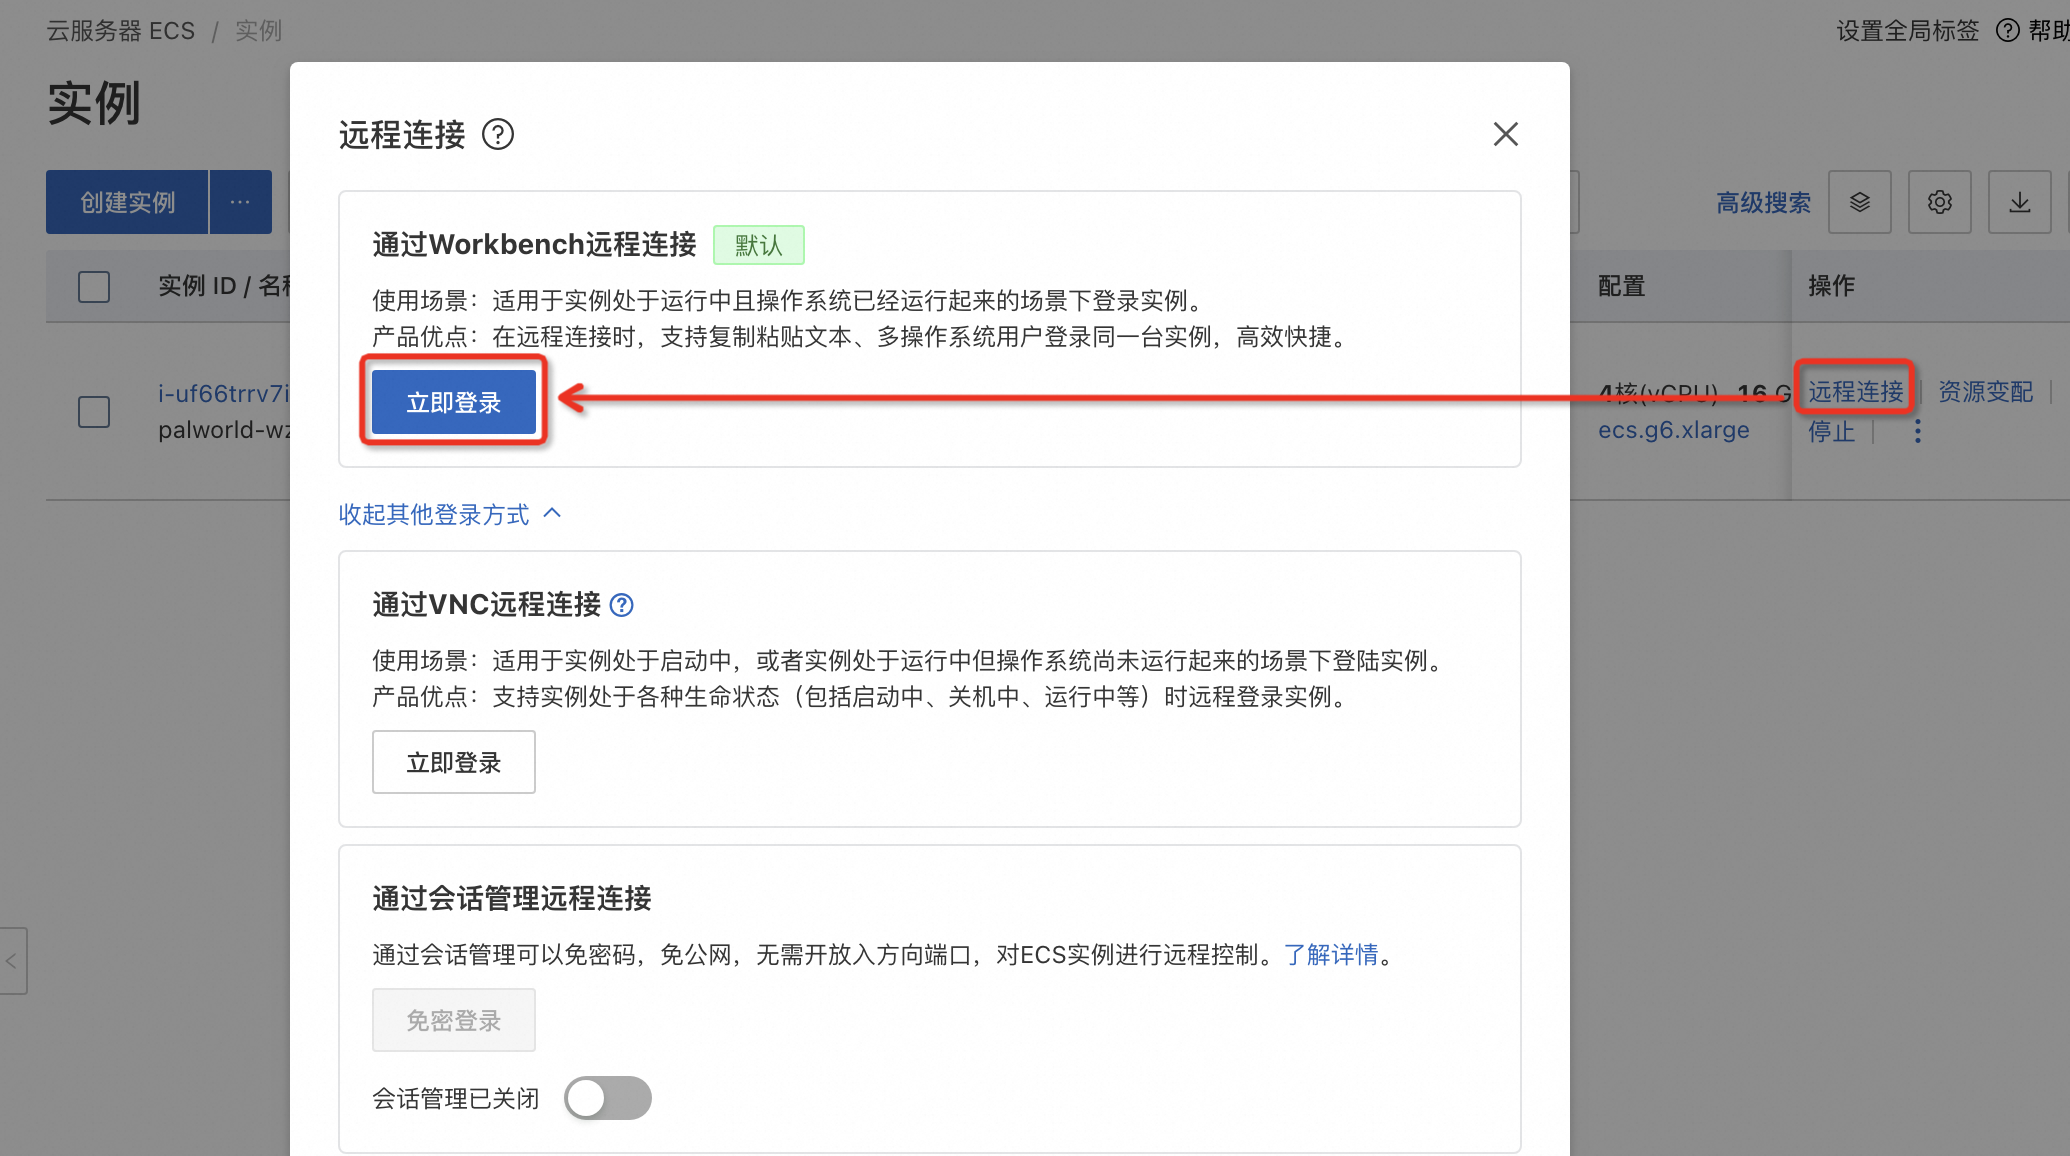 云服务器 ECS / 实例
设置全局标签 帮助
实例
创建实例 ...
高级搜索
实例 ID / 名称
配置
操作
i-uf66trrv7i
palworld-wz
4核(vCPU) 16 G
ecs.g6.xlarge
远程连接
资源变配
停止
远程连接
通过Workbench远程连接 默认
使用场景：适用于实例处于运行中且操作系统已经运行起来的场景下登录实例。
产品优点：在远程连接时，支持复制粘贴文本、多操作系统用户登录同一台实例，高效快捷。
立即登录
收起其他登录方式
通过VNC远程连接
使用场景：适用于实例处于启动中，或者实例处于运行中但操作系统尚未运行起来的场景下登陆实例。
产品优点：支持实例处于各种生命状态（包括启动中、关机中、运行中等）时远程登录实例。
立即登录
通过会话管理远程连接
通过会话管理可以免密码，免公网，无需开放入方向端口，对ECS实例进行远程控制。了解详情。
免密登录
会话管理已关闭